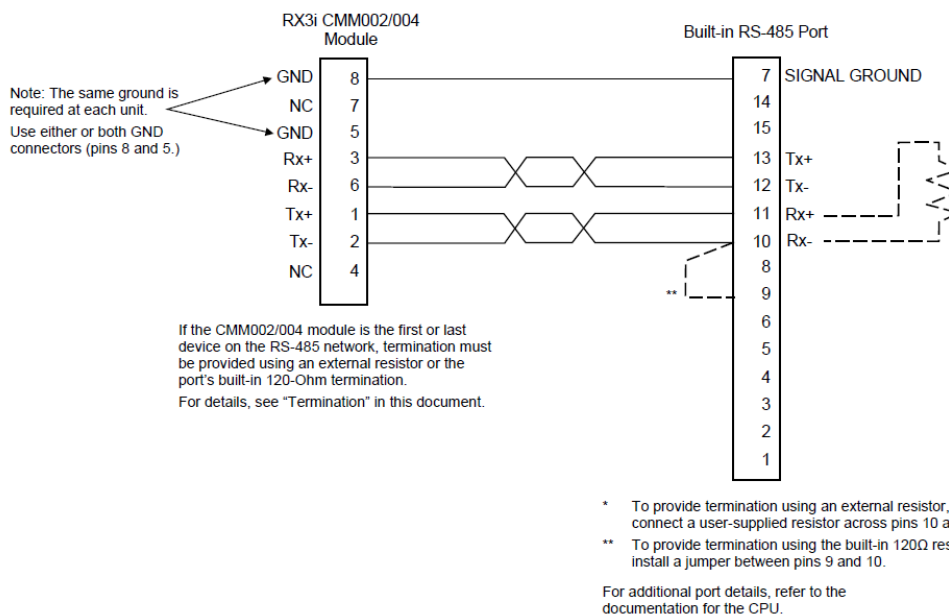 RX3i CMM002/004
Module
Built-in RS-485 Port
Note: The same ground is
required at each unit.
Use either or both GND
connectors (pins 8 and 5.)
GND 8
NC 7
GND 5
Rx+ 3
Rx- 6
Tx+ 1
Tx- 2
NC 4
7 SIGNAL GROUND
14
15
13 Tx+
12 Tx-
11 Rx+
10 Rx-
8
** 9
6
5
4
3
2
1
If the CMM002/004 module is the first or last
device on the RS-485 network, termination must
be provided using an external resistor or the
port's built-in 120-Ohm termination.
For details, see "Termination" in this document.
* To provide termination using an external resistor,
connect a user-supplied resistor across pins 10 a
** To provide termination using the built-in 120Ω res
install a jumper between pins 9 and 10.
For additional port details, refer to the
documentation for the CPU.